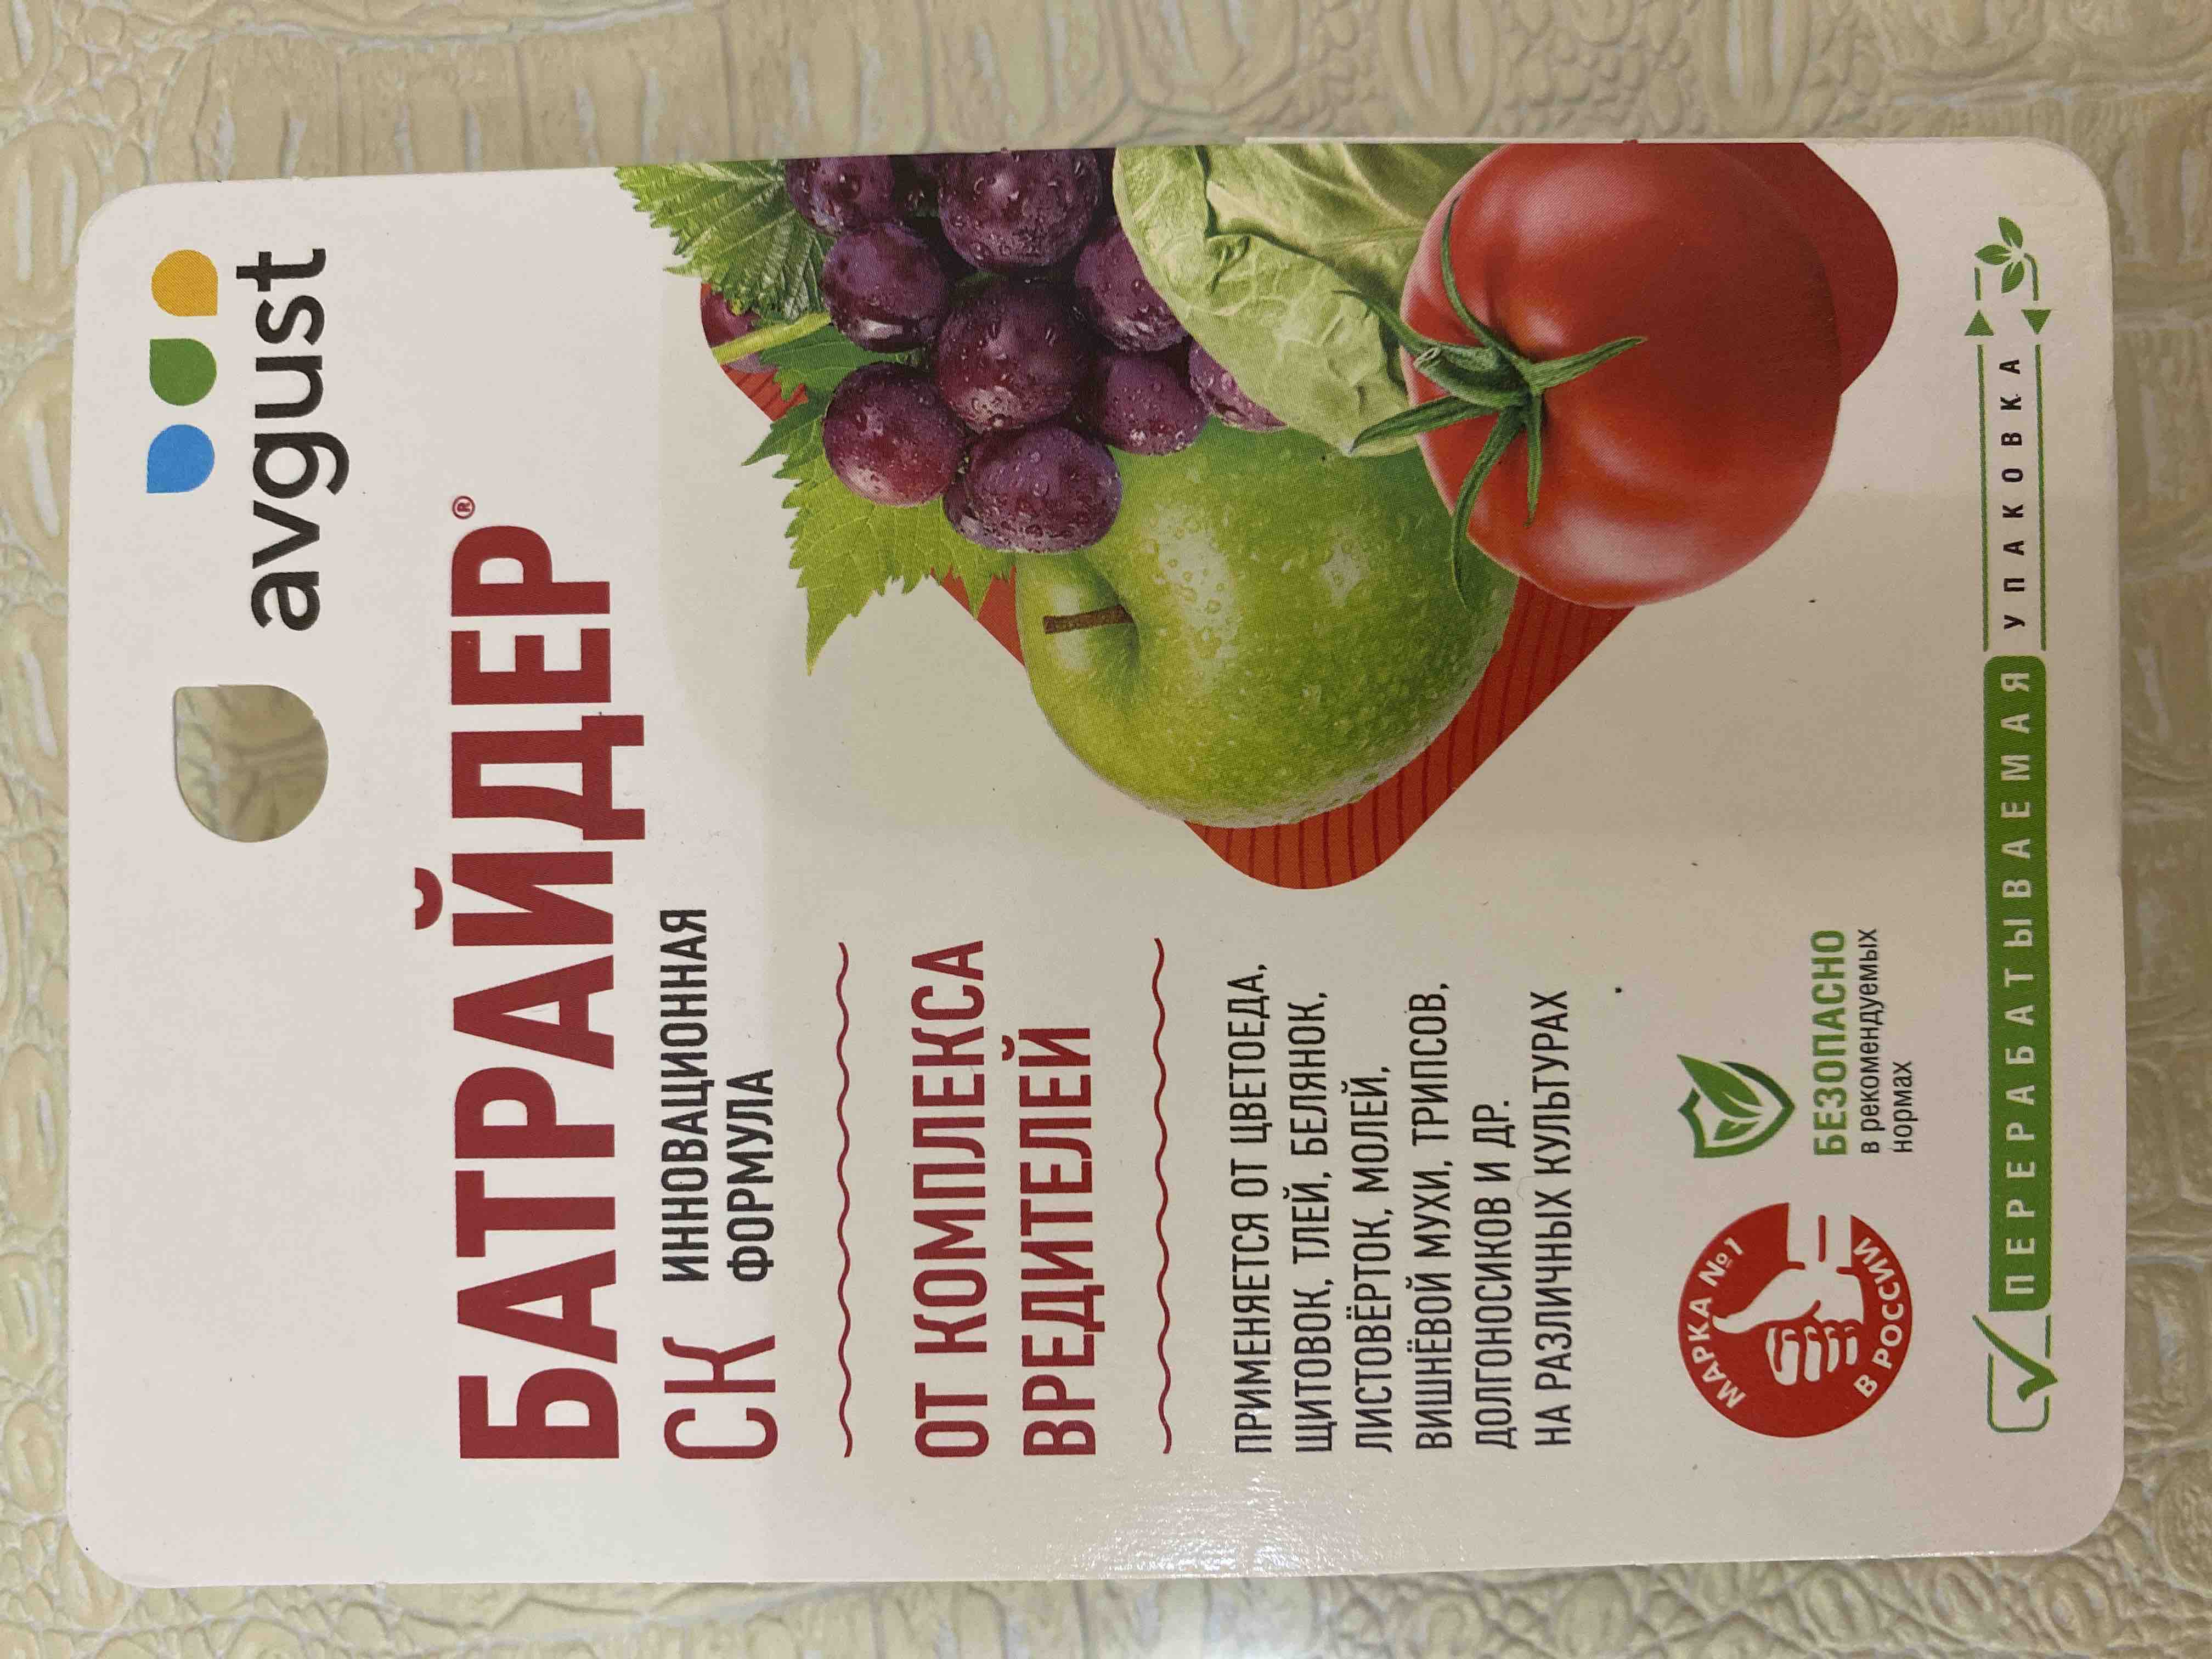 avgust
БАТРАЙДЕР®
СК ИННОВАЦИОННАЯ
ФОРМУЛА
ОТ КОМПЛЕКСА
ВРЕДИТЕЛЕЙ
ПРИМЕНЯЕТСЯ ОТ ЦВЕТОЕДА,
ЩИТОВОК, ТЛЕЙ, БЕЛЯНОК,
ЛИСТОВЁРТОК, МОЛЕЙ,
ВИШНЁВОЙ МУХИ, ТРИПСОВ,
ДОЛГОНОСИКОВ И ДР.
НА РАЗЛИЧНЫХ КУЛЬТУРАХ
МАРКА №1
В РОССИИ
БЕЗОПАСНО
в рекомендуемых
нормах
ПЕРЕРАБАТЫВАЕМАЯ УПАКОВКА